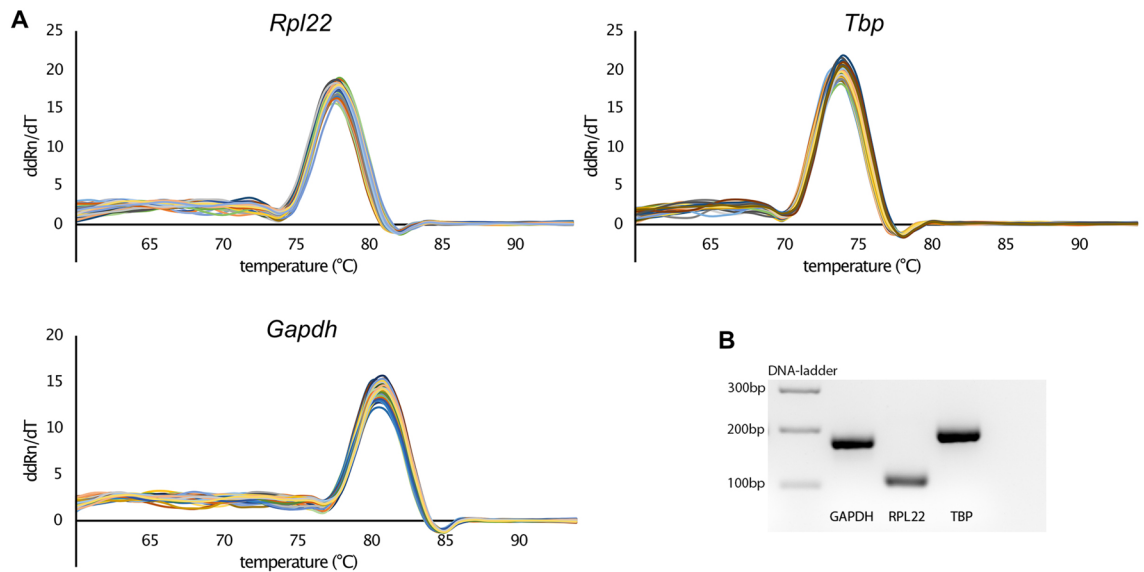 A
Rpl22
25
20
15
10
5
0
ddRn/dT
65 70 75 80 85 90
temperature (°C)
Tbp
25
20
15
10
5
0
ddRn/dT
65 70 75 80 85 90
temperature (°C)
Gapdh
20
15
10
5
0
ddRn/dT
65 70 75 80 85 90
temperature (°C)
B
DNA-ladder
300bp
200bp
100bp
GAPDH RPL22 TBP